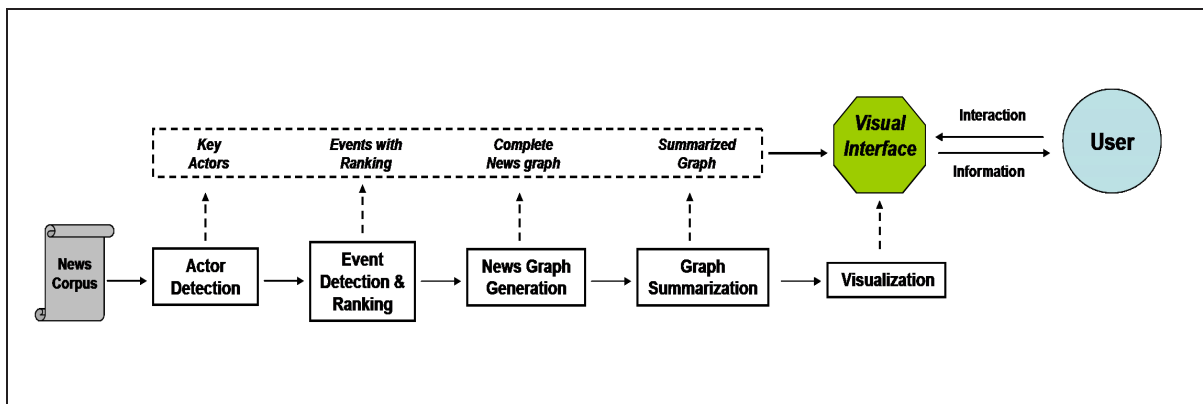 Key
Actors
Events with
Ranking
Complete
News graph
Summarized
Graph
Visual
Interface
Interaction
Information
User
News
Corpus
Actor
Detection
Event
Detection &
Ranking
News Graph
Generation
Graph
Summarization
Visualization